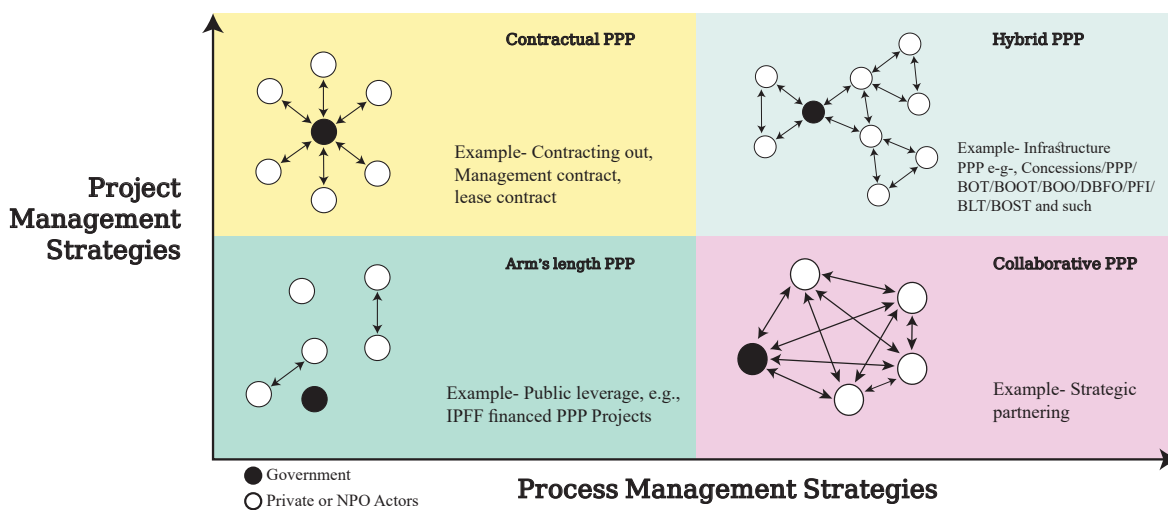 Project
Management
Strategies
Contractual PPP
Example- Contracting out,
Management contract,
lease contract
Hybrid PPP
Example- Infrastructure
PPP e-g-, Concessions/PPP/
BOT/BOOT/BOO/DBFO/PFI/
BLT/BOST and such
Arm's length PPP
Example- Public leverage, e.g.,
IPFF financed PPP Projects
Collaborative PPP
Example- Strategic
partnering
Government
Private or NPO Actors
Process Management Strategies